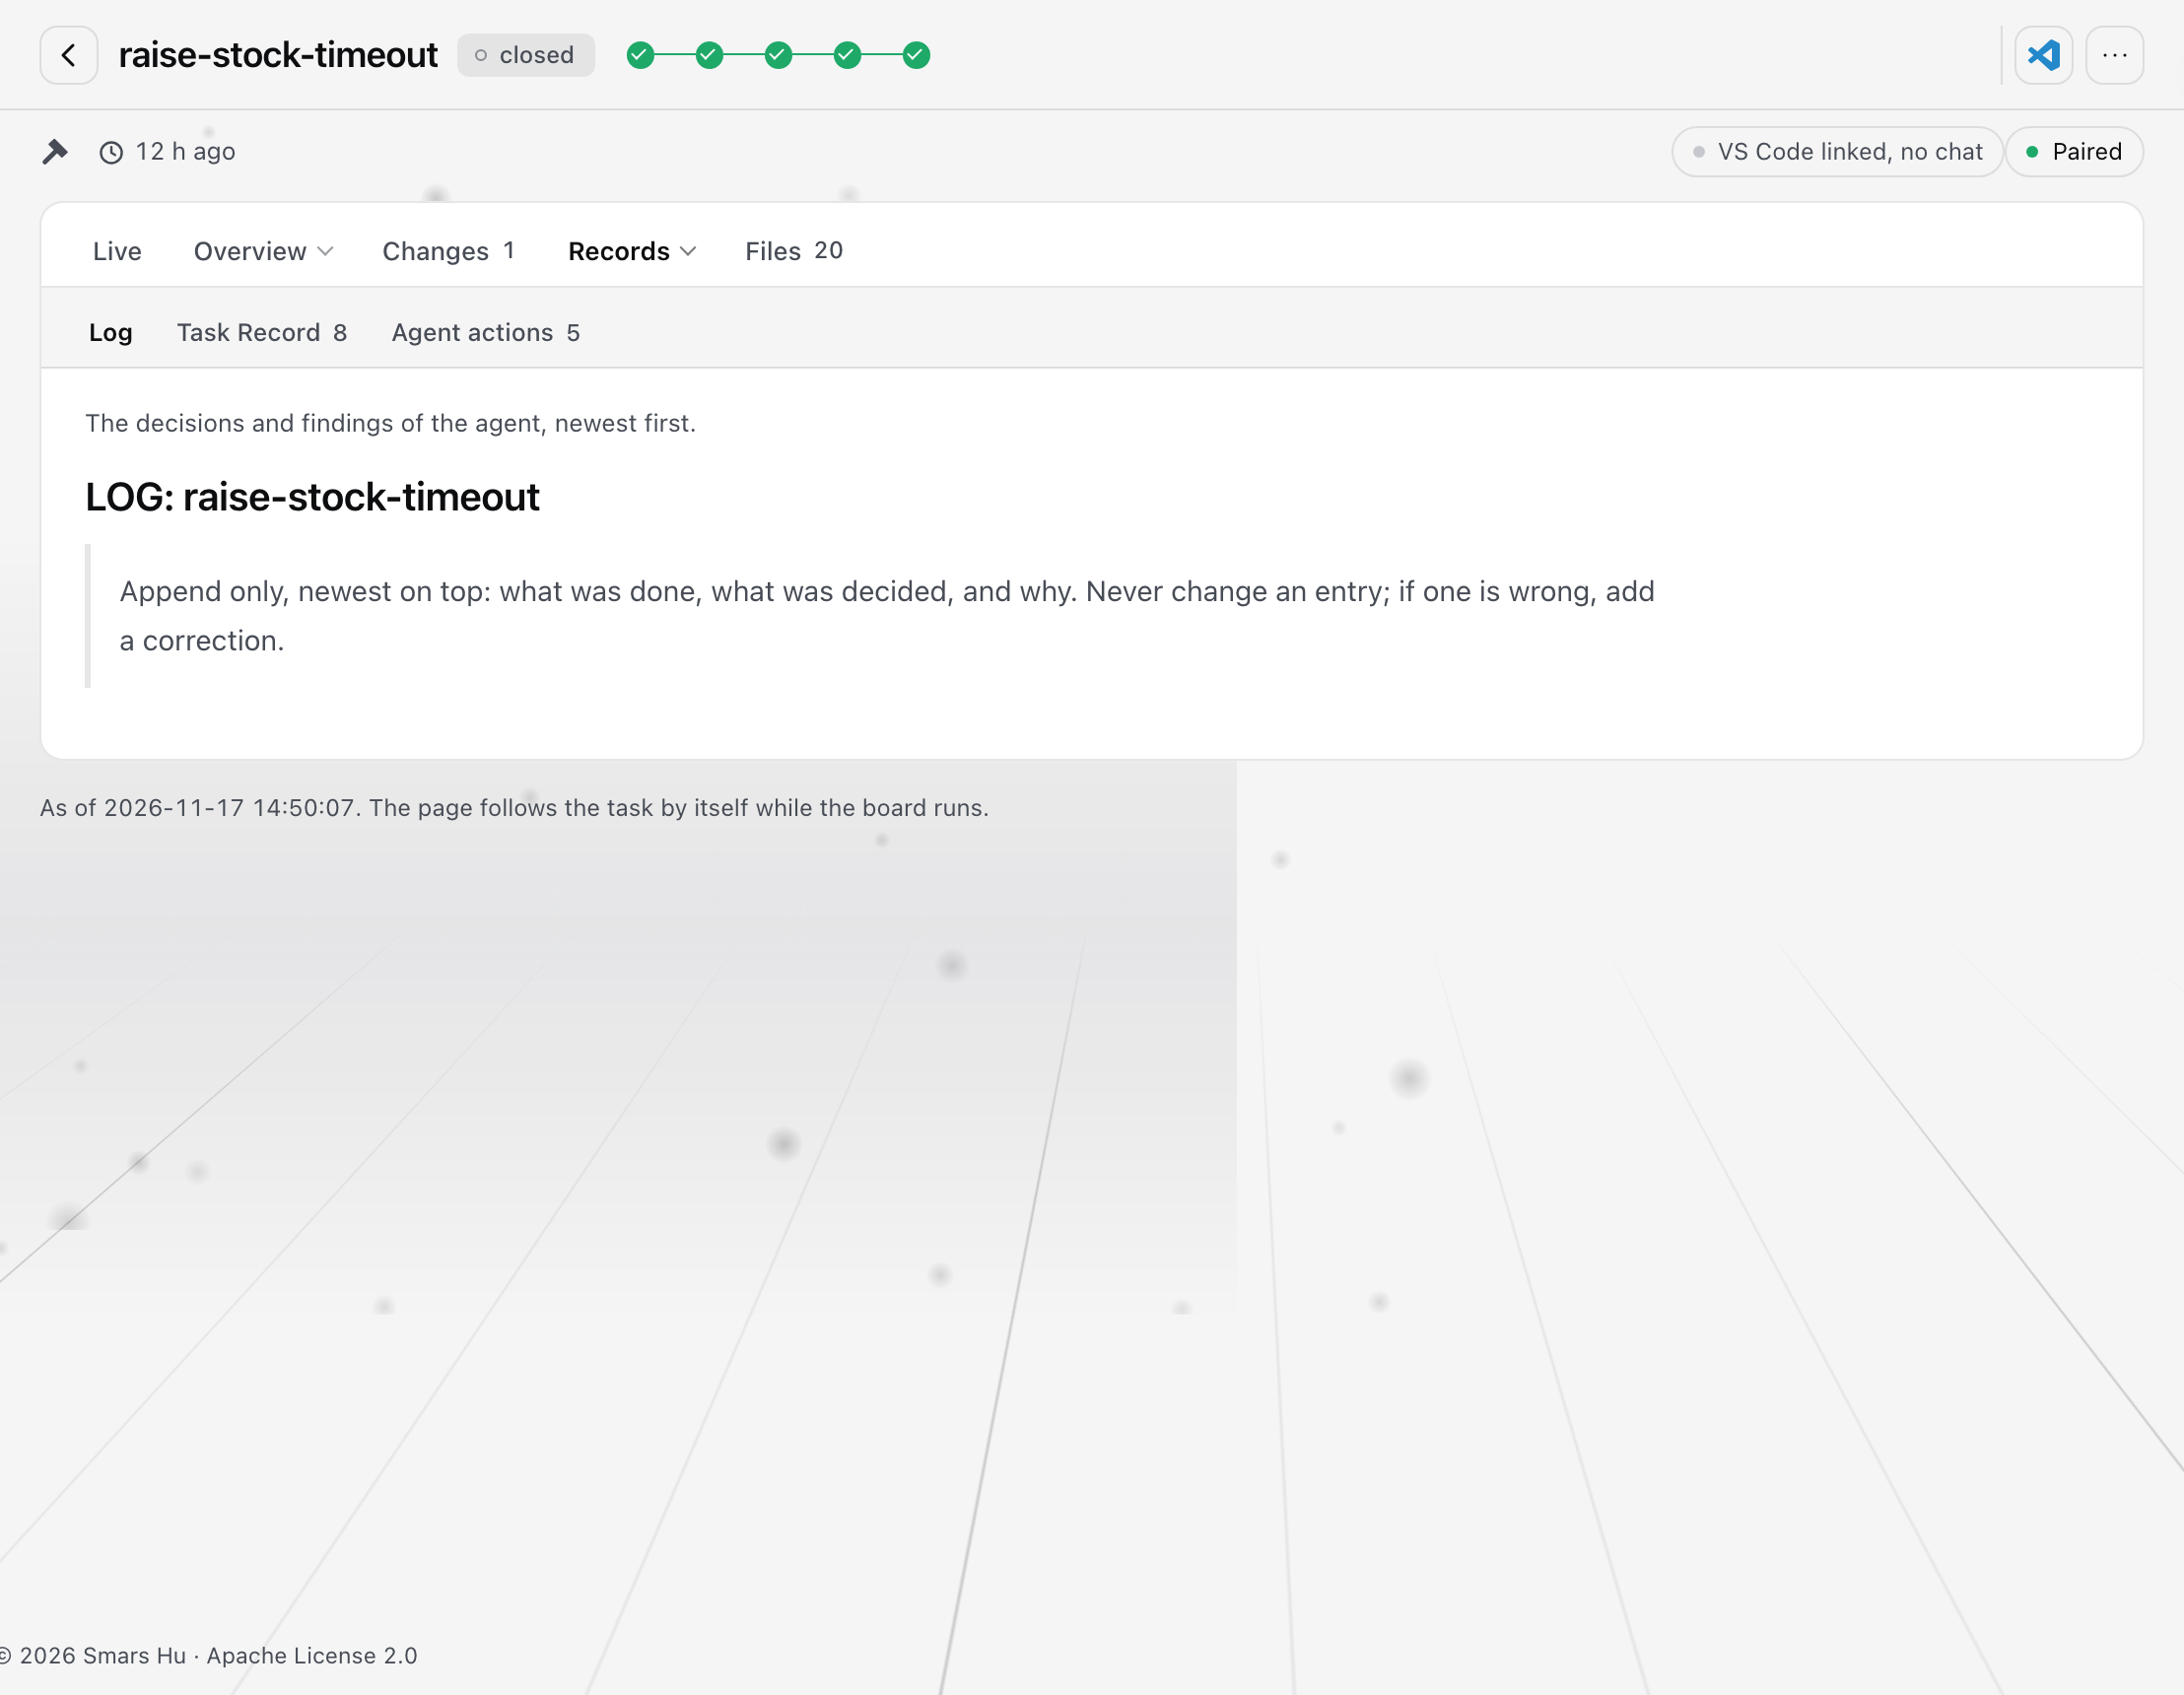 raise-stock-timeout
closed
12 h ago
VS Code linked, no chat
Paired
Live
Overview
Changes 1
Records
Files 20
Log
Task Record 8
Agent actions 5
The decisions and findings of the agent, newest first.
LOG: raise-stock-timeout
Append only, newest on top: what was done, what was decided, and why. Never change an entry; if one is wrong, add
a correction.
As of 2026-11-17 14:50:07. The page follows the task by itself while the board runs.
© 2026 Smars Hu · Apache License 2.0